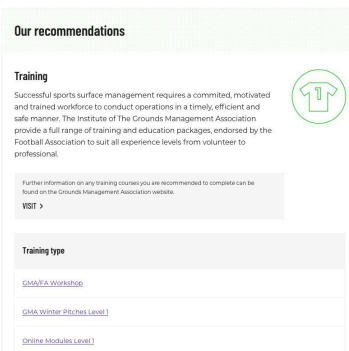 Our recommendations
Training
Successful sports surface management requires a commited, motivated
and trained workforce to conduct operations in a timely, efficient and
safe manner. The Institute of The Grounds Management Association
provide a full range of training and education packages, endorsed by the
Football Association to suit all experience levels from volunteer to
professional.
1
Further information on any training courses you are recommended to complete can be
found on the Grounds Management Association website.
VISIT >
Training type
GMA/FA Workshop
GMA Winter Pitches Level 1
Online Modules Level 1